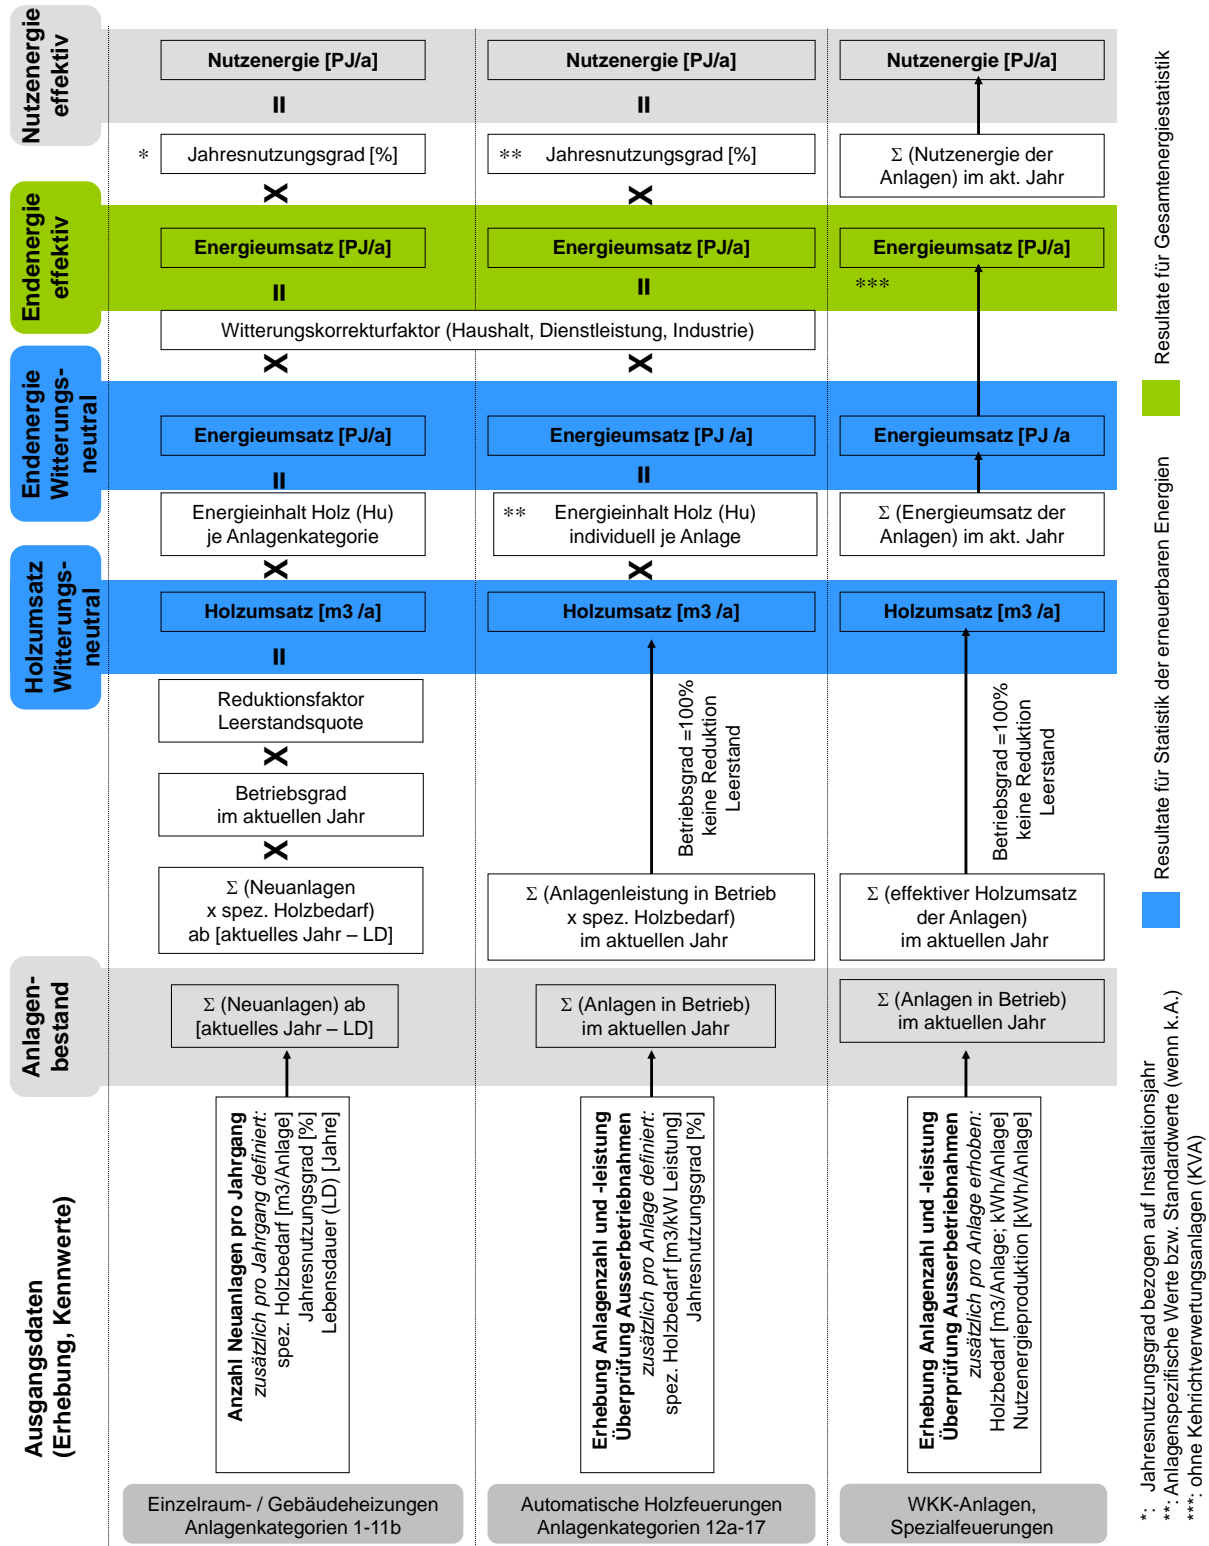 Nutzenergie
effektiv
Nutzenergie [PJ/a]
Nutzenergie [PJ/a]
Nutzenergie [PJ/a]
=
=
* Jahresnutzungsgrad [%]
** Jahresnutzungsgrad [%]
Σ (Nutzenergie der
Anlagen) im akt. Jahr
X
X
Endenergie
effektiv
Energieumsatz [PJ/a]
Energieumsatz [PJ/a]
Energieumsatz [PJ/a]
***
=
=
Witterungskorrekturfaktor (Haushalt, Dienstleistung, Industrie)
X
X
Endenergie
Witterungs-
neutral
Energieumsatz [PJ/a]
Energieumsatz [PJ /a]
Energieumsatz [PJ /a
=
=
Energieinhalt Holz (Hu)
je Anlagenkategorie
** Energieinhalt Holz (Hu)
individuell je Anlage
Σ (Energieumsatz der
Anlagen) im akt. Jahr
X
X
Holzumsatz
Witterungs-
neutral
Holzumsatz [m3 /a]
Holzumsatz [m3 /a]
Holzumsatz [m3 /a]
=
Reduktionsfaktor
Leerstandsquote
X
Betriebsgrad
im aktuellen Jahr
X
Betriebsgrad =100%
keine Reduktion
Leerstand
Betriebsgrad =100%
keine Reduktion
Leerstand
Σ (Neuanlagen
x spez. Holzbedarf)
ab [aktuelles Jahr – LD]
Σ (Anlagenleistung in Betrieb
x spez. Holzbedarf)
im aktuellen Jahr
Σ (effektiver Holzumsatz
der Anlagen)
im aktuellen Jahr
Anlagen-
bestand
Σ (Neuanlagen) ab
[aktuelles Jahr – LD]
Σ (Anlagen in Betrieb)
im aktuellen Jahr
Σ (Anlagen in Betrieb)
im aktuellen Jahr
Ausgangsdaten
(Erhebung, Kennwerte)
Anzahl Neuanlagen pro Jahrgang
zusätzlich pro Jahrgang definiert:
spez. Holzbedarf [m3/Anlage]
Jahresnutzungsgrad [%]
Lebensdauer (LD) [Jahre]
Erhebung Anlagenzahl und -leistung
Überprüfung Ausserbetriebnahmen
zusätzlich pro Anlage definiert:
spez. Holzbedarf [m3/kW Leistung]
Jahresnutzungsgrad [%]
Erhebung Anlagenzahl und -leistung
Überprüfung Ausserbetriebnahmen
zusätzlich pro Anlage erhoben:
Holzbedarf [m3/Anlage; kWh/Anlage]
Nutzenergieproduktion [kWh/Anlage]
Einzelraum- / Gebäudeheizungen
Anlagenkategorien 1-11b
Automatische Holzfeuerungen
Anlagenkategorien 12a-17
WKK-Anlagen,
Spezialfeuerungen
Resultate für Gesamtenergiestatistik
Resultate für Statistik der erneuerbaren Energien
*: Jahresnutzungsgrad bezogen auf Installationsjahr
**: Anlagenspezifische Werte bzw. Standardwerte (wenn k.A.)
***: ohne Kehrichtverwertungsanlagen (KVA)